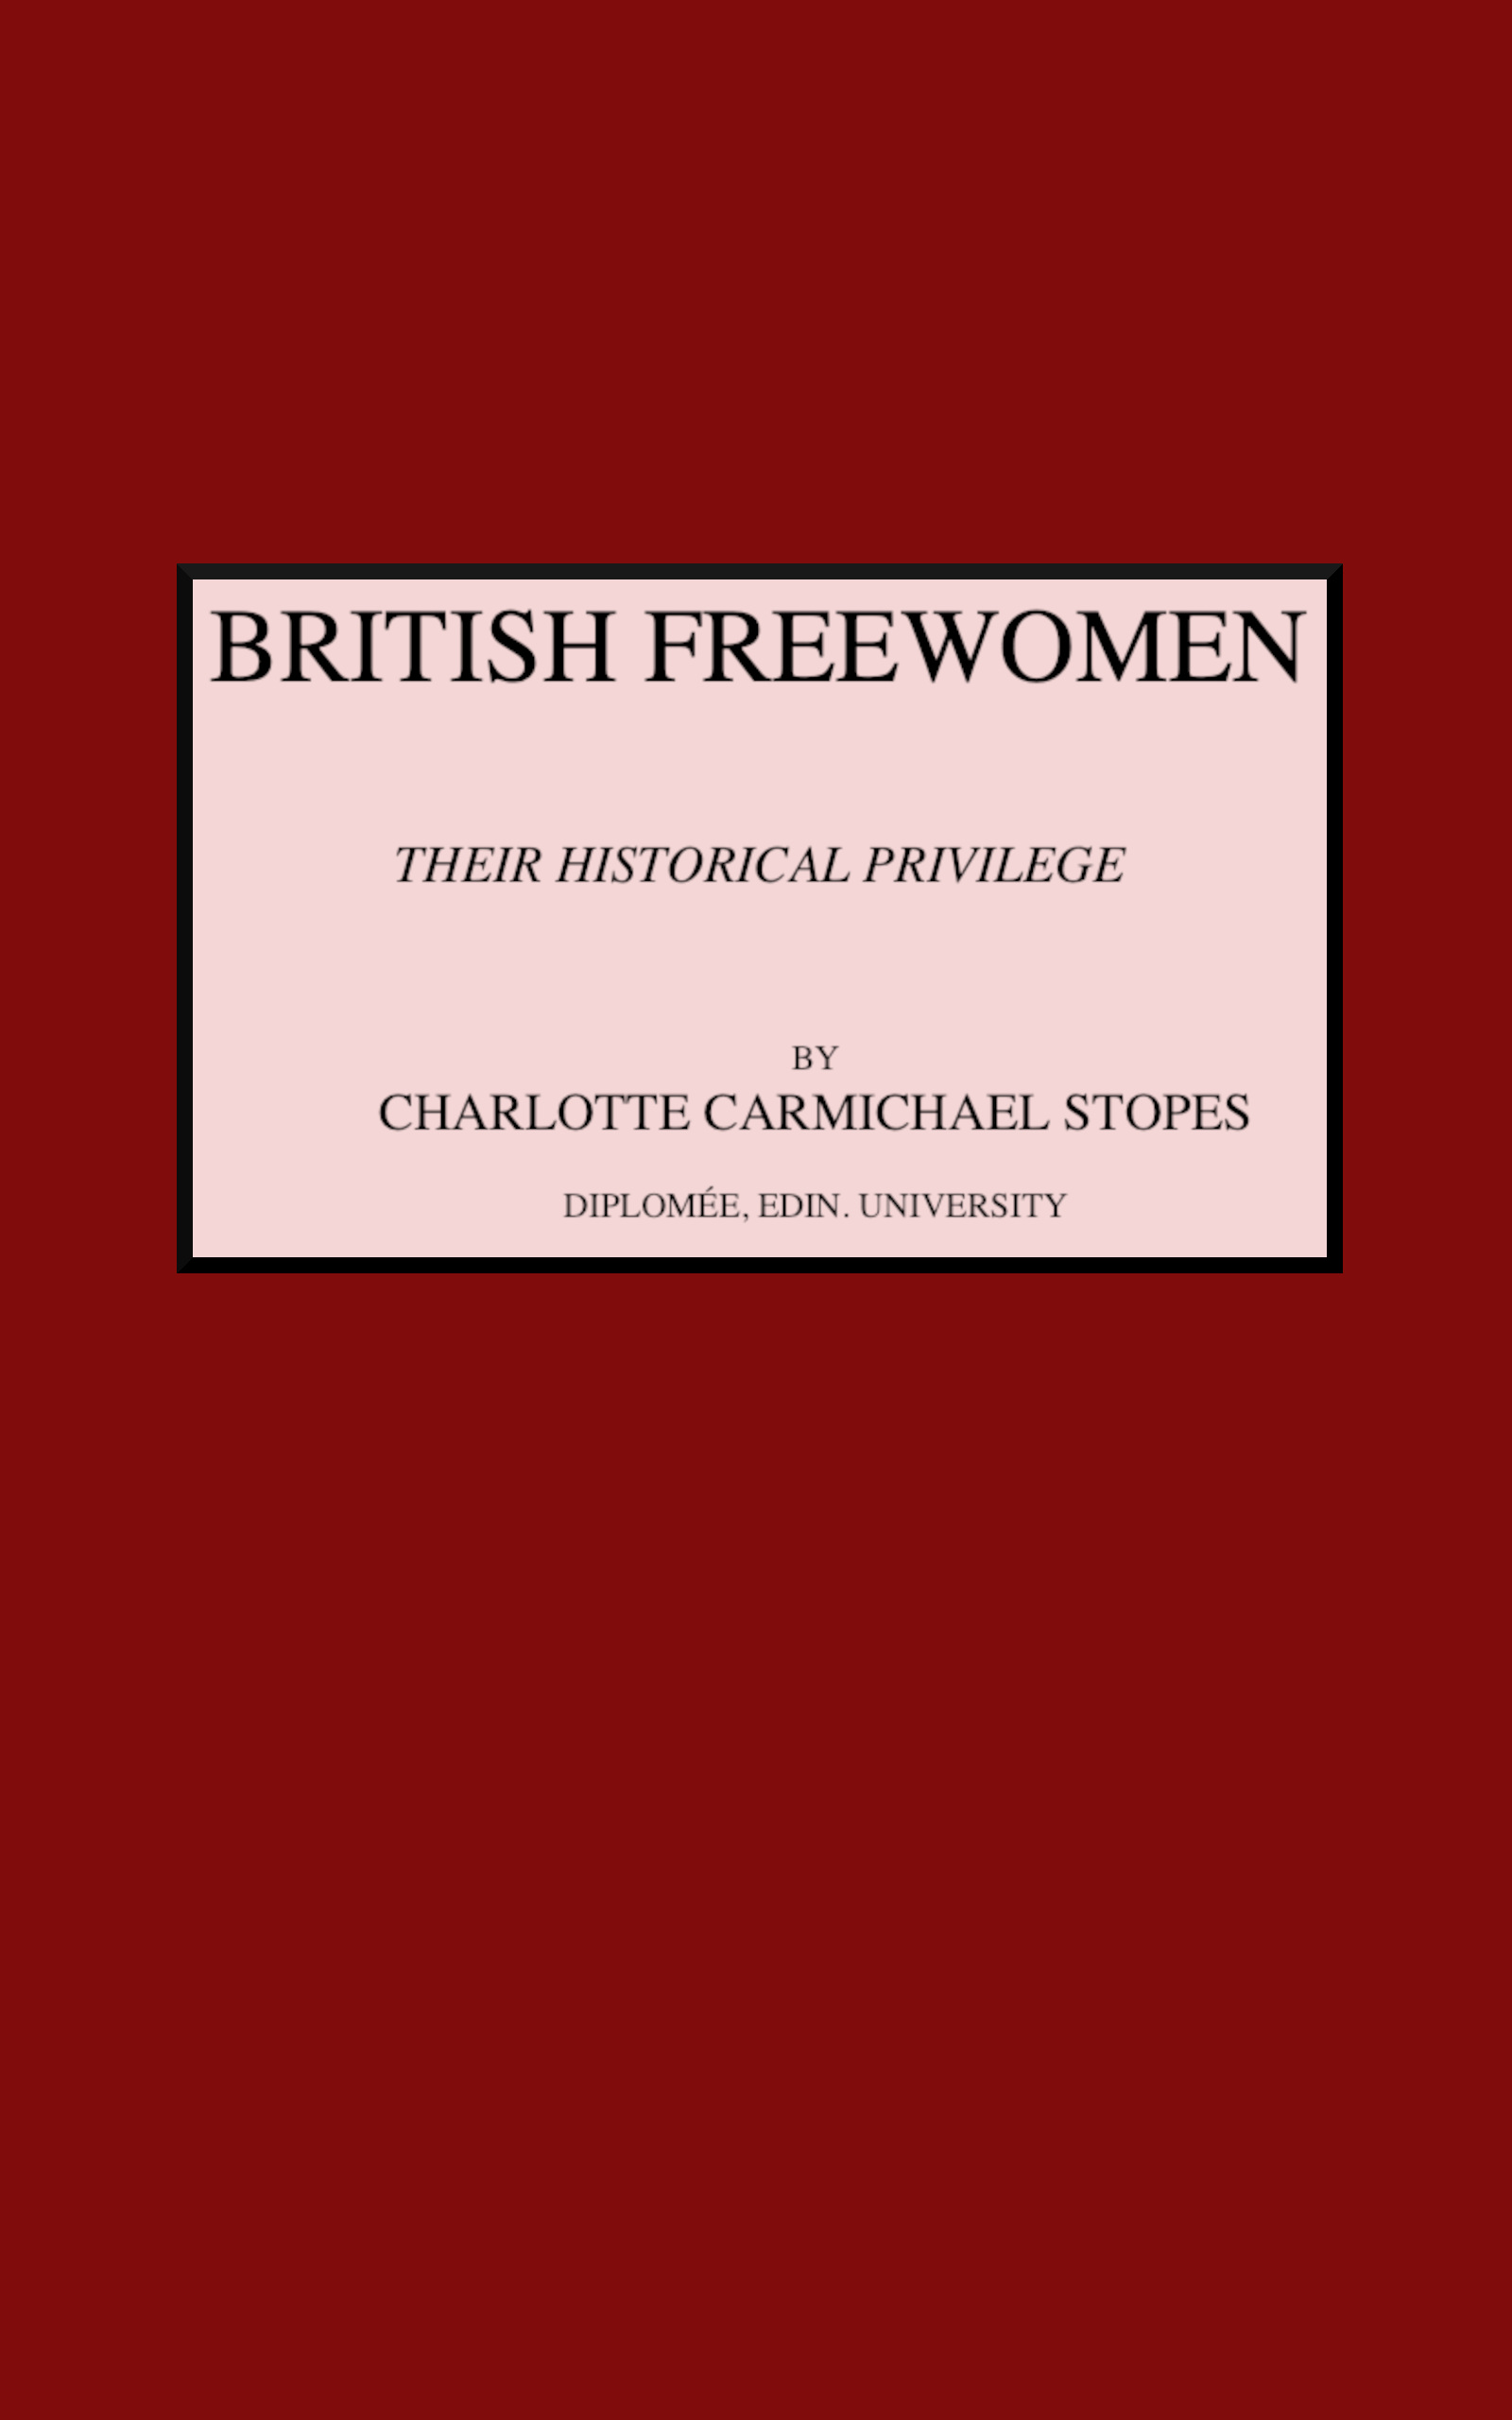 BRITISH FREEWOMEN
THEIR HISTORICAL PRIVILEGE
BY
CHARLOTTE CARMICHAEL STOPES
DIPLOMÉE, EDIN. UNIVERSITY